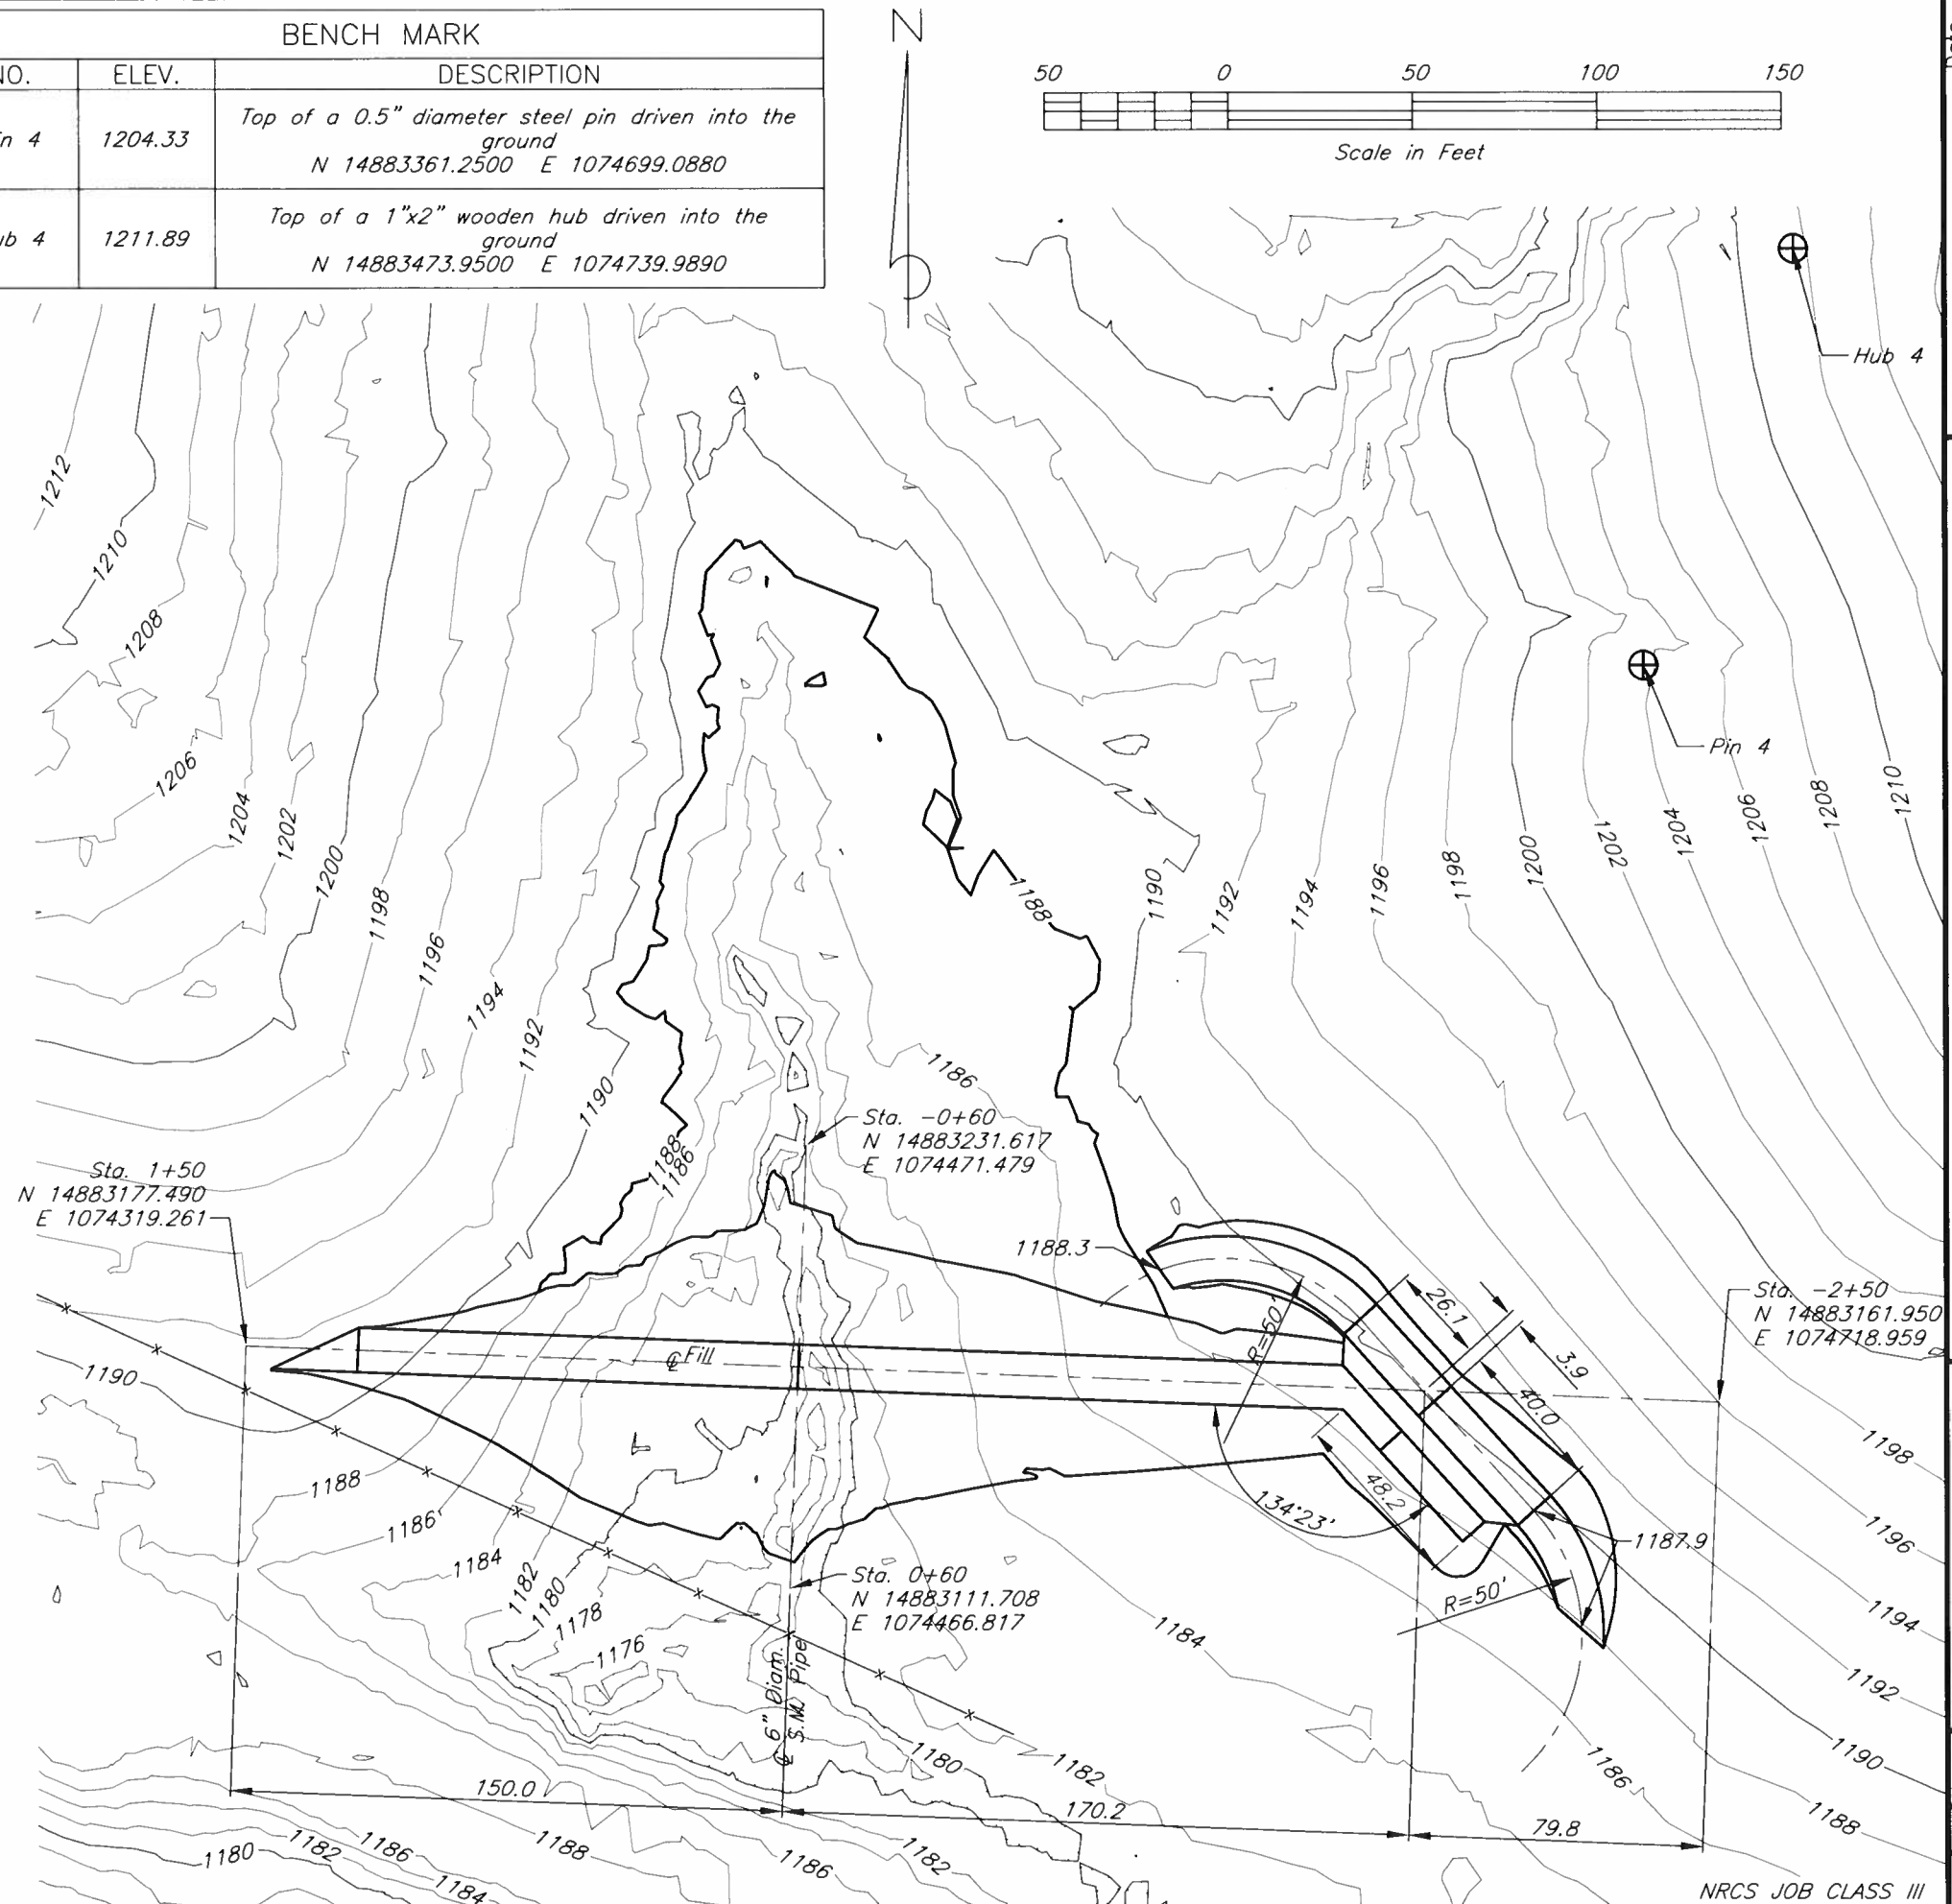 BENCH MARK
NO. ELEV. DESCRIPTION
n 4 1204.33 Top of a 0.5" diameter steel pin driven into the
ground
N 14883361.2500 E 1074699.0880
ub 4 1211.89 Top of a 1"x2" wooden hub driven into the
ground
N 14883473.9500 E 1074739.9890
N
50 0 50 100 150
Scale in Feet
Hub 4
Pin 4
1212
1210
1208
1206
1204
1202
1200
1198
1196
1194
1192
1190
1188
1186
1188
1186
1190
1192
1194
1196
1198
1200
1202
1204
1206
1208
1210
Sta. -0+60
N 14883231.617
E 1074471.479
Sta. 1+50
N 14883177.490
E 1074319.261
1188.3
R=50'
26.1
3.9
40.0
Sta. -2+50
N 14883161.950
E 1074718.959
℄ Fill
1190
1188
1186
1184
1182
1180
1178
1176
48.2
134°23'
1187.9
R=50'
Sta. 0+60
N 14883111.708
E 1074466.817
℄ 6" Diam.
S.W. Pipe
1184
1198
1196
1194
1192
1190
1188
1186
1180
1182
150.0
170.2
79.8
1180
1182
1186
1184
1188
1186
1182
NRCS JOB CLASS III